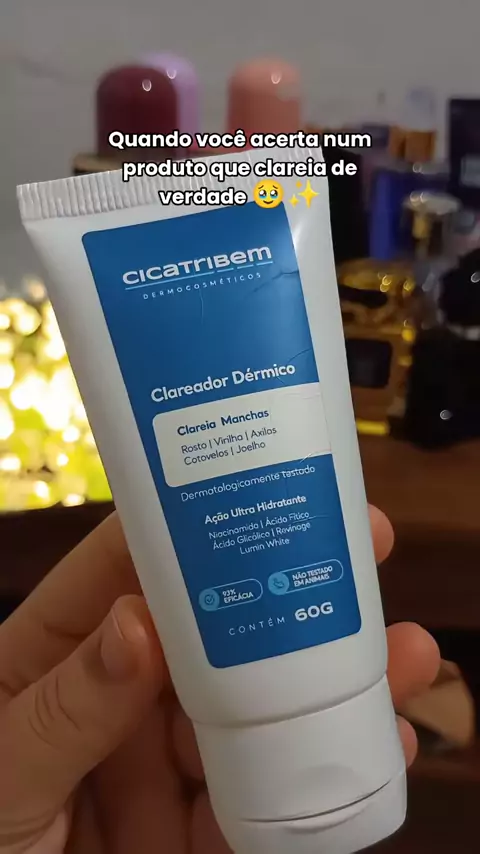 Quando você acerta num
produto que clareia de
verdade 🥹✨
CICATRIBEM
DERMOCOSMÉTICOS
Clareador Dérmico
Clareia Manchas
Rosto | Virilha | Axilas
Cotovelos | Joelho
Dermatologicamente Testado
Ação Ultra Hidratante
Niacinamida | Ácido Fítico
Ácido Glicólico | Revinage
Lumin White
93%
EFICÁCIA
NÃO TESTADO
EM ANIMAIS
CONTÉM 60G